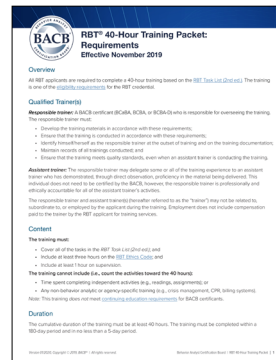 BACB
RBT® 40-Hour Training Packet:
Requirements
Effective November 2019
Overview
All RBT applicants are required to complete a 40-hour training based on the RBT Task List (2nd ed.). The training
is one of the eligibility requirements for the RBT credential.
Qualified Trainer(s)
Responsible trainer: A BACB certificant (BCaBA, BCBA, or BCBA-D) who is responsible for overseeing the training.
The responsible trainer must:
• Develop the training materials in accordance with these requirements;
• Ensure that the training is conducted in accordance with these requirements;
• Identify himself/herself as the responsible trainer at the outset of training and on the training documentation;
• Maintain records of all trainings conducted; and
• Ensure that the training meets quality standards, even when an assistant trainer is conducting the training.
Assistant trainer: The responsible trainer may delegate some or all of the training experience to an assistant
trainer who has demonstrated, through direct observation, proficiency in the material being delivered. This
individual does not need to be certified by the BACB, however, the responsible trainer is professionally and
ethically accountable for all of the assistant trainer's activities.
The responsible trainer and assistant trainer(s) (hereafter referred to as the "trainer") may not be related to,
subordinate to, or employed by the applicant during the training. Employment does not include compensation
paid to the trainer by the RBT applicant for training services.
Content
The training must:
• Cover all of the tasks in the RBT Task List (2nd ed.); and
• Include at least three hours on the RBT Ethics Code; and
• Include at least 1 hour on supervision.
The training cannot include (i.e., count the activities toward the 40 hours):
• Time spent completing independent activities (e.g., readings, assignments); or
• Any non-behavior analytic or agency-specific training (e.g., crisis management, CPR, billing systems).
Note: This training does not meet continuing education requirements for BACB certificants.
Duration
The cumulative duration of the training must be at least 40 hours. The training must be completed within a
180-day period and in no less than a 5-day period.